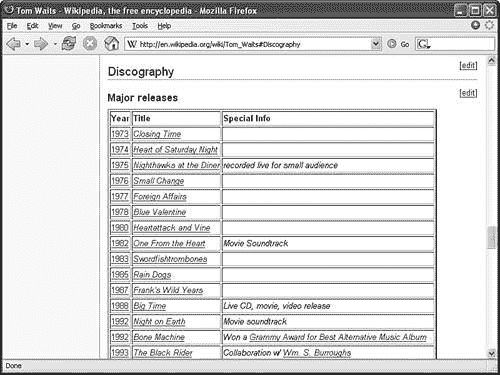 Tom Waits - Wikipedia, the free encyclopedia - Mozilla Firefox
File Edit View Go Bookmarks Tools Help
http://en.wikipedia.org/wiki/Tom_Waits#Discography Go
Discography [edit]
Major releases [edit]
Year Title Special Info
1973 Closing Time
1974 Heart of Saturday Night
1975 Nighthawks at the Diner recorded live for small audience
1976 Small Change
1977 Foreign Affairs
1978 Blue Valentine
1980 Heartattack and Vine
1982 One From the Heart Movie Soundtrack
1983 Swordfishtrombones
1985 Rain Dogs
1987 Frank's Wild Years
1988 Big Time Live CD, movie, video release
1992 Night on Earth Movie soundtrack
1992 Bone Machine Won a Grammy Award for Best Alternative Music Album
1993 The Black Rider Collaboration w/ Wm. S. Burroughs
Done